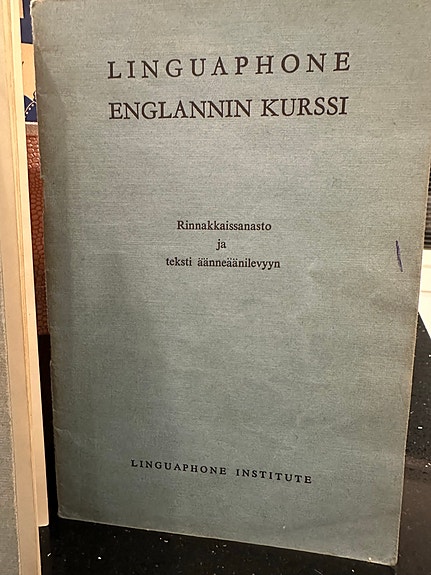 LINGUAPHONE
ENGLANNIN KURSSI
Rinnakkaissanasto
ja
teksti äänneäänilevyyn
LINGUAPHONE INSTITUTE